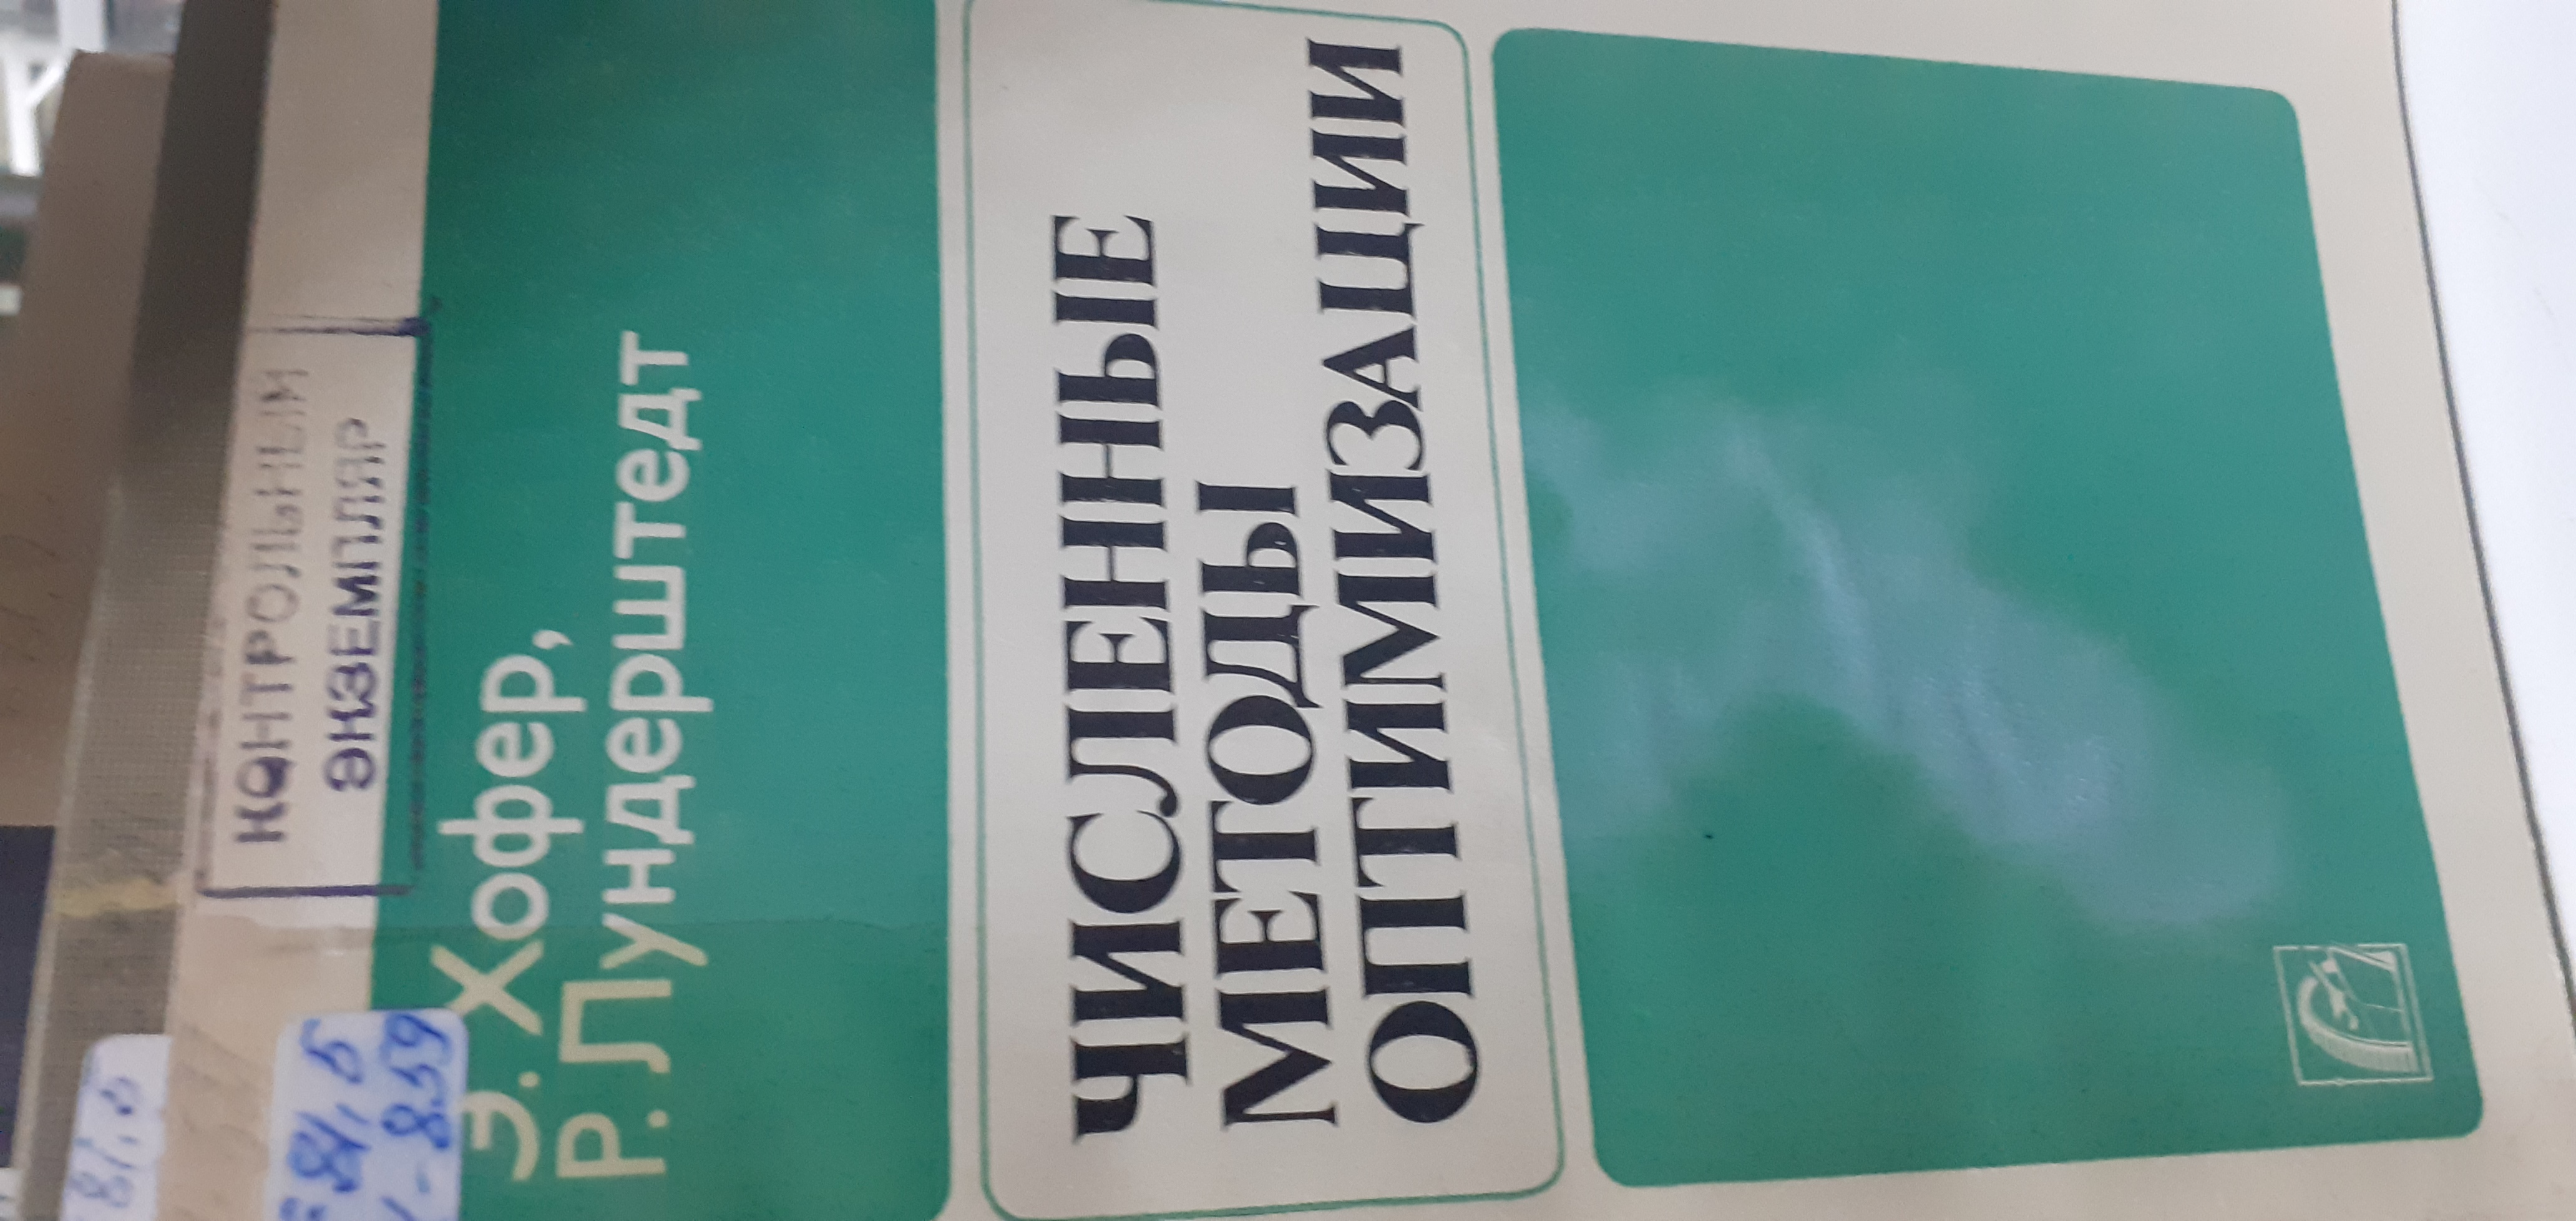 КОНТРОЛЬНЫЙ
ЭКЗЕМПЛЯР
Э. Хофер,
Р. Лундерштедт
ЧИСЛЕННЫЕ
МЕТОДЫ
ОПТИМИЗАЦИИ